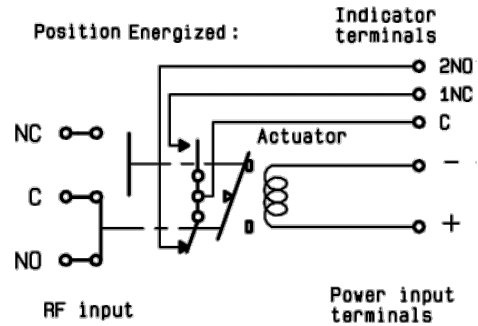 Position Energized :
Indicator
terminals
2NO
1NC
C
Actuator
NC
C
NO
-
+
RF input
Power input
terminals